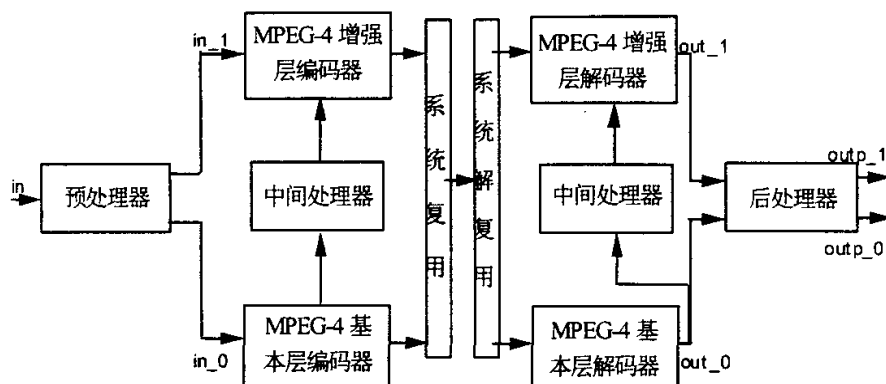 in
预处理器
in_1
in_0
MPEG-4 增强
层编码器
中间处理器
MPEG-4 基
本层编码器
系统复用
系统解复用
MPEG-4 增强
层解码器
中间处理器
MPEG-4 基
本层解码器
out_1
out_0
后处理器
outp_1
outp_0